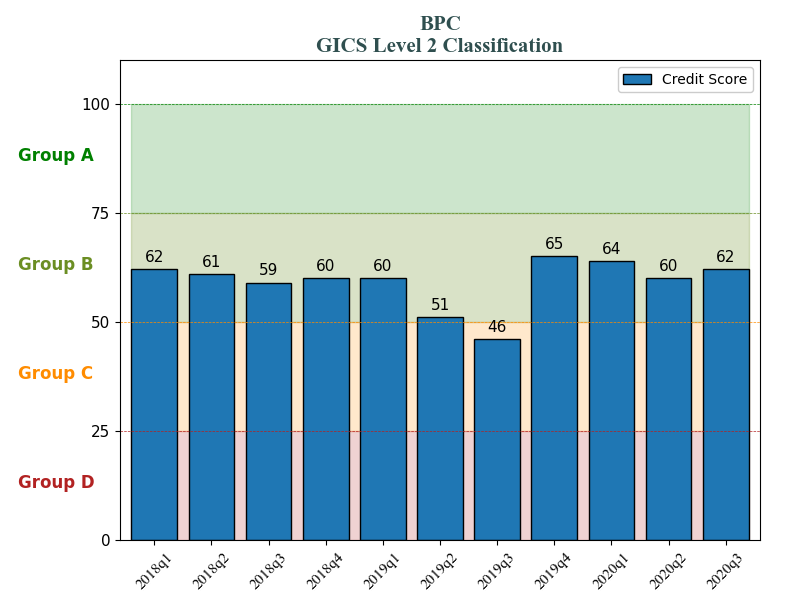 BPC
GICS Level 2 Classification
Credit Score
100
Group A
75
Group B
62
61
59
60
60
51
46
65
64
60
62
50
Group C
25
Group D
0
2018q1
2018q2
2018q3
2018q4
2019q1
2019q2
2019q3
2019q4
2020q1
2020q2
2020q3